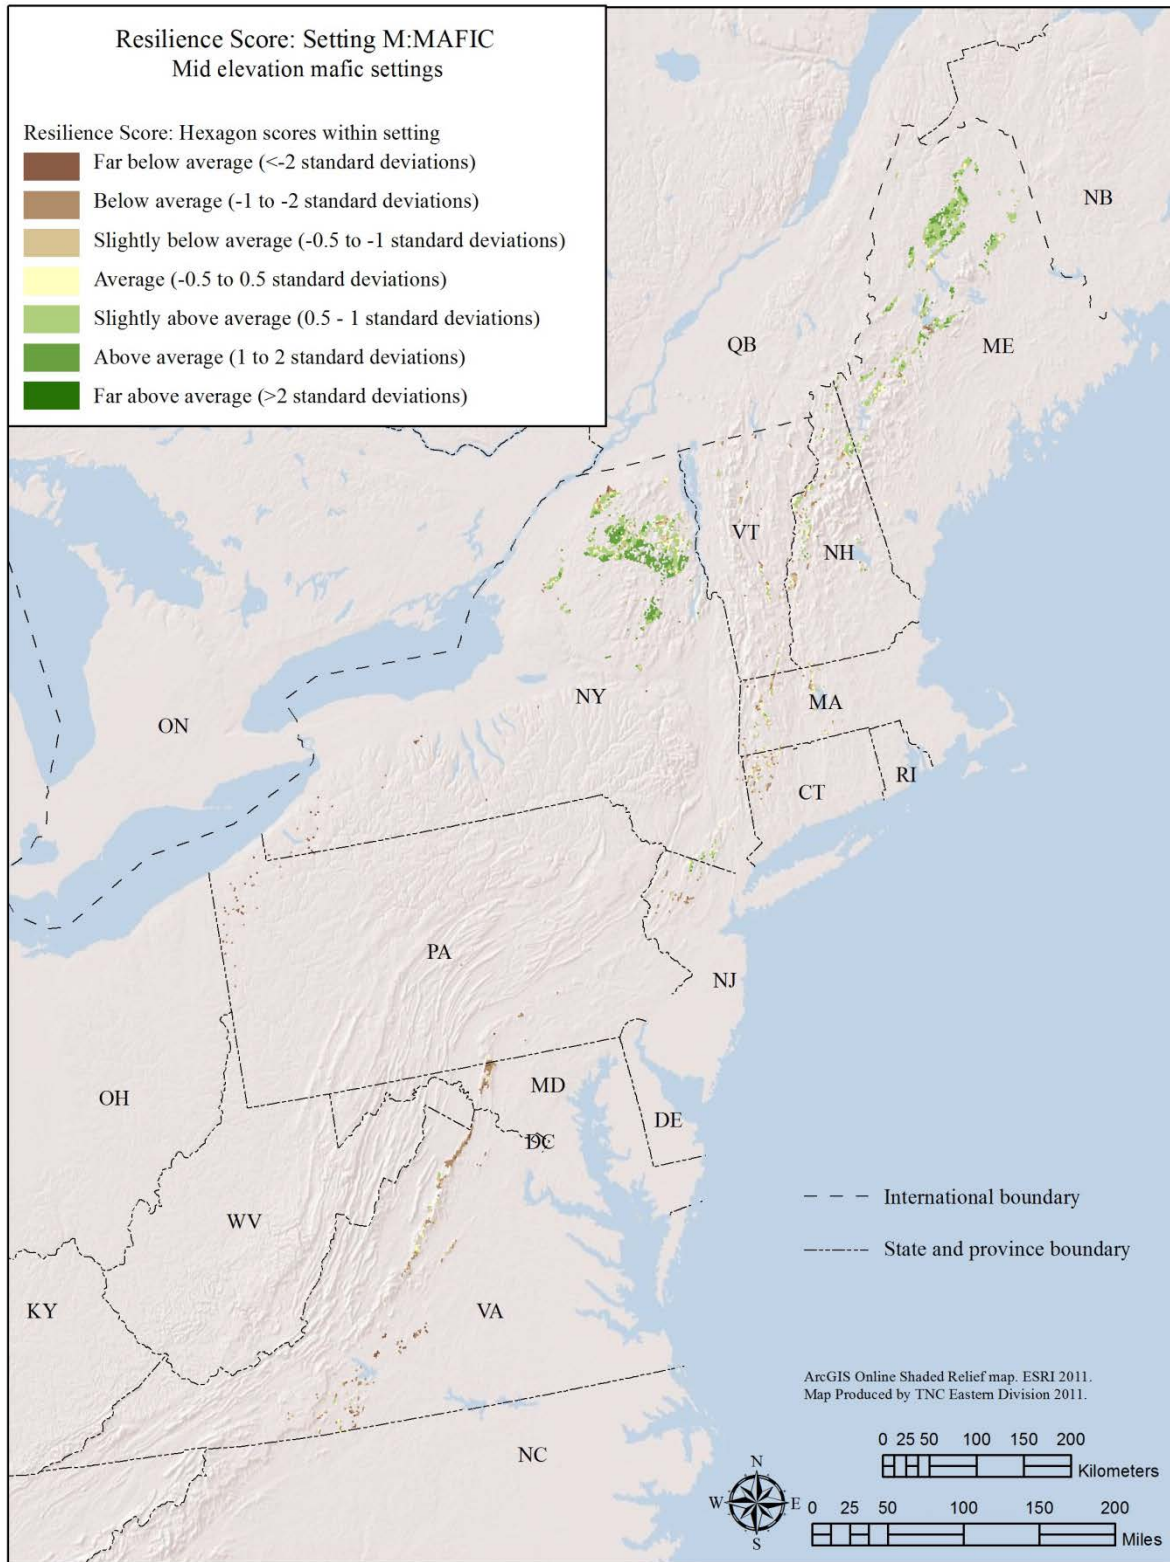 Resilience Score: Setting M:MAFIC
Mid elevation mafic settings
Resilience Score: Hexagon scores within setting
Far below average (<-2 standard deviations)
Below average (-1 to -2 standard deviations)
Slightly below average (-0.5 to -1 standard deviations)
Average (-0.5 to 0.5 standard deviations)
Slightly above average (0.5 - 1 standard deviations)
Above average (1 to 2 standard deviations)
Far above average (>2 standard deviations)
NB
QB
ME
VT
NH
NY
MA
ON
CT
RI
PA
NJ
OH
MD
DE
DC
WV
KY
VA
NC
International boundary
State and province boundary
ArcGIS Online Shaded Relief map. ESRI 2011.
Map Produced by TNC Eastern Division 2011.
0 25 50 100 150 200
Kilometers
N
W E
S
0 25 50 100 150 200
Miles